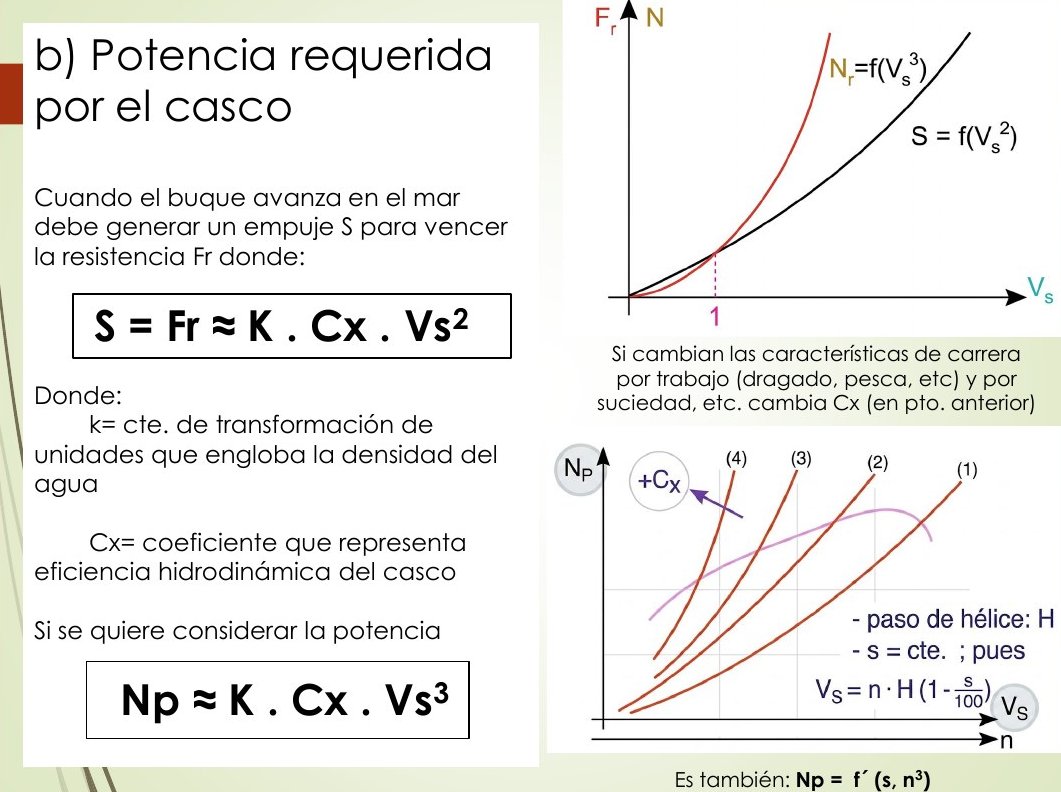 b) Potencia requerida
por el casco
Cuando el buque avanza en el mar
debe generar un empuje S para vencer
la resistencia Fr donde:
S = Fr ≈ K . Cx . Vs²
Donde:
k= cte. de transformación de
unidades que engloba la densidad del
agua
Cx= coeficiente que representa
eficiencia hidrodinámica del casco
Si se quiere considerar la potencia
Np ≈ K . Cx . Vs³
Fᵣ N
Nᵣ=f(Vₛ³)
S = f(Vₛ²)
Vₛ
1
Si cambian las características de carrera
por trabajo (dragado, pesca, etc) y por
suciedad, etc. cambia Cx (en pto. anterior)
N_P
+Cₓ
(4) (3) (2) (1)
- paso de hélice: H
- s = cte. ; pues
V_S = n · H (1 - s/100)
V_S
n
Es también: Np = f´ (s, n³)